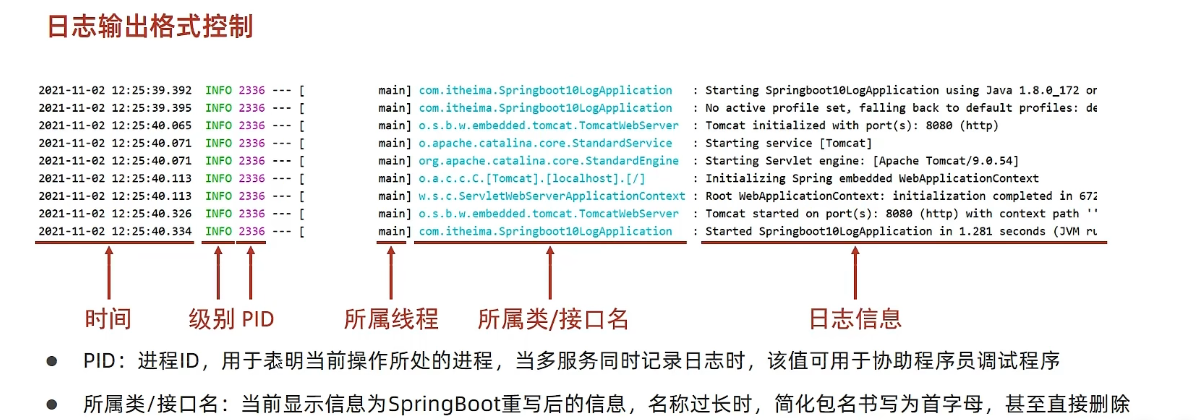 日志输出格式控制
2021-11-02 12:25:39.392 INFO 2336 --- [ main] com.itheima.Springboot10LogApplication : Starting Springboot10LogApplication using Java 1.8.0_172 on
2021-11-02 12:25:39.395 INFO 2336 --- [ main] com.itheima.Springboot10LogApplication : No active profile set, falling back to default profiles: de
2021-11-02 12:25:40.065 INFO 2336 --- [ main] o.s.b.w.embedded.tomcat.TomcatWebServer : Tomcat initialized with port(s): 8080 (http)
2021-11-02 12:25:40.071 INFO 2336 --- [ main] o.apache.catalina.core.StandardService : Starting service [Tomcat]
2021-11-02 12:25:40.071 INFO 2336 --- [ main] org.apache.catalina.core.StandardEngine : Starting Servlet engine: [Apache Tomcat/9.0.54]
2021-11-02 12:25:40.113 INFO 2336 --- [ main] o.a.c.c.C.[Tomcat].[localhost].[/] : Initializing Spring embedded WebApplicationContext
2021-11-02 12:25:40.113 INFO 2336 --- [ main] w.s.c.ServletWebServerApplicationContext : Root WebApplicationContext: initialization completed in 672
2021-11-02 12:25:40.326 INFO 2336 --- [ main] o.s.b.w.embedded.tomcat.TomcatWebServer : Tomcat started on port(s): 8080 (http) with context path ''
2021-11-02 12:25:40.334 INFO 2336 --- [ main] com.itheima.Springboot10LogApplication : Started Springboot10LogApplication in 1.281 seconds (JVM ru
时间 级别 PID 所属线程 所属类/接口名 日志信息
● PID：进程ID，用于表明当前操作所处的进程，当多服务同时记录日志时，该值可用于协助程序员调试程序
● 所属类/接口名：当前显示信息为SpringBoot重写后的信息，名称过长时，简化包名书写为首字母，甚至直接删除